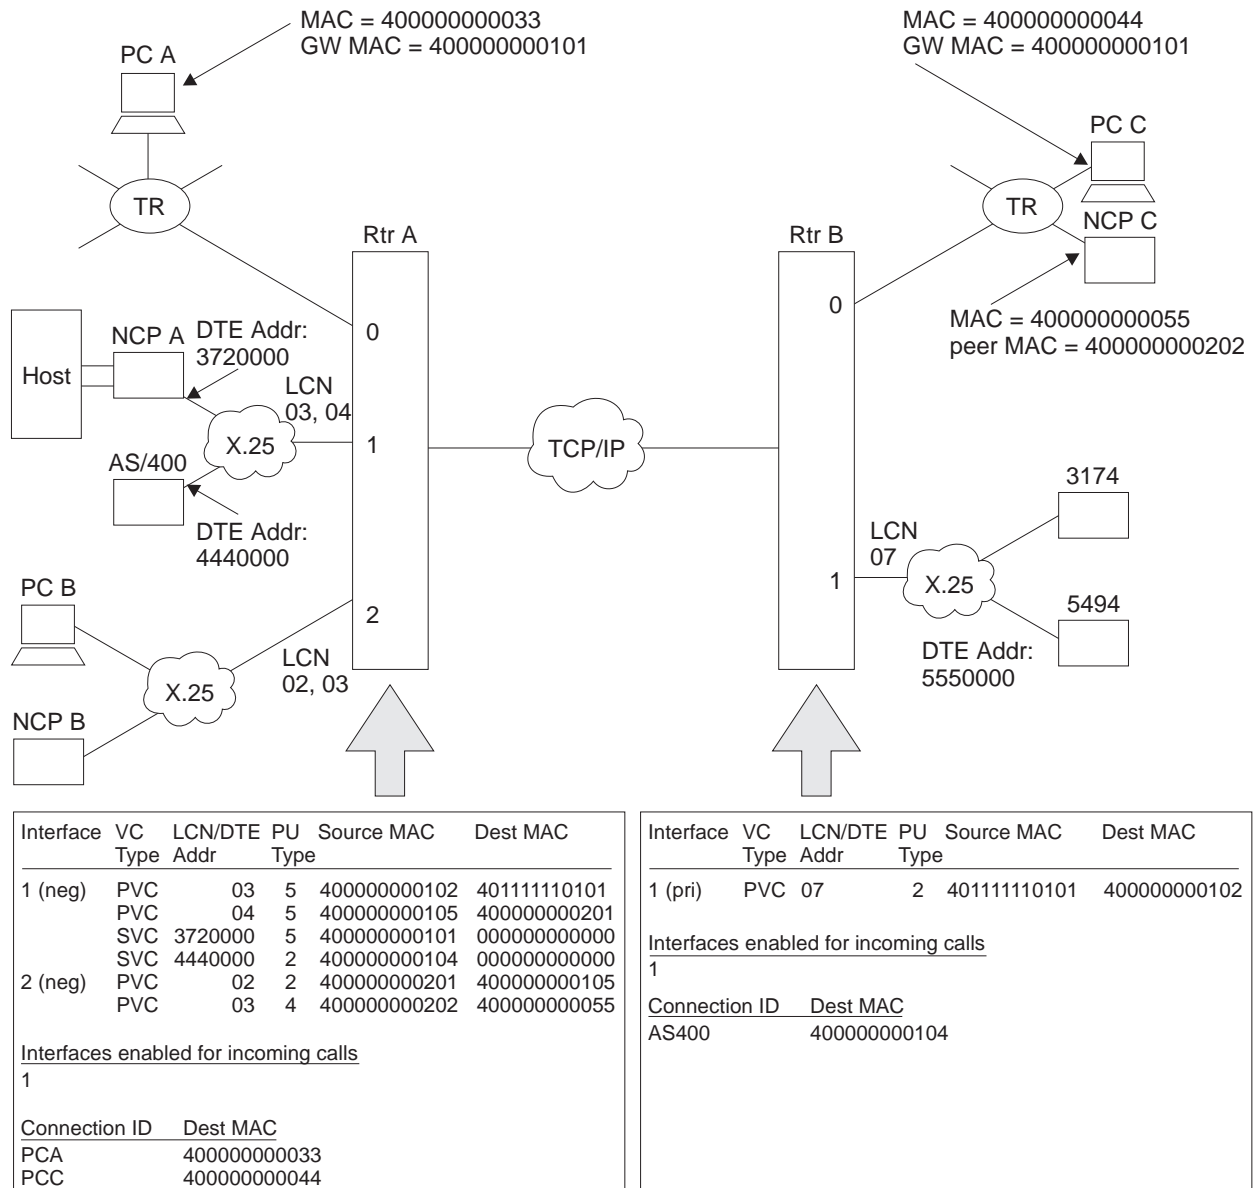 MAC = 400000000033
GW MAC = 400000000101
PC A
TR
MAC = 400000000044
GW MAC = 400000000101
PC C
TR
NCP C
MAC = 400000000055
peer MAC = 400000000202
Rtr A
0
1
2
Rtr B
0
1
Host
NCP A
DTE Addr:
3720000
LCN
03, 04
X.25
AS/400
DTE Addr:
4440000
TCP/IP
PC B
X.25
NCP B
LCN
02, 03
LCN
07
X.25
3174
5494
DTE Addr:
5550000
Interface VC LCN/DTE PU Source MAC Dest MAC
Type Addr Type
1 (neg) PVC 03 5 400000000102 401111110101
PVC 04 5 400000000105 400000000201
SVC 3720000 5 400000000101 000000000000
SVC 4440000 2 400000000104 000000000000
2 (neg) PVC 02 2 400000000201 400000000105
PVC 03 4 400000000202 400000000055
Interfaces enabled for incoming calls
1
Connection ID Dest MAC
PCA 400000000033
PCC 400000000044
Interface VC LCN/DTE PU Source MAC Dest MAC
Type Addr Type
1 (pri) PVC 07 2 401111110101 400000000102
Interfaces enabled for incoming calls
1
Connection ID Dest MAC
AS400 400000000104